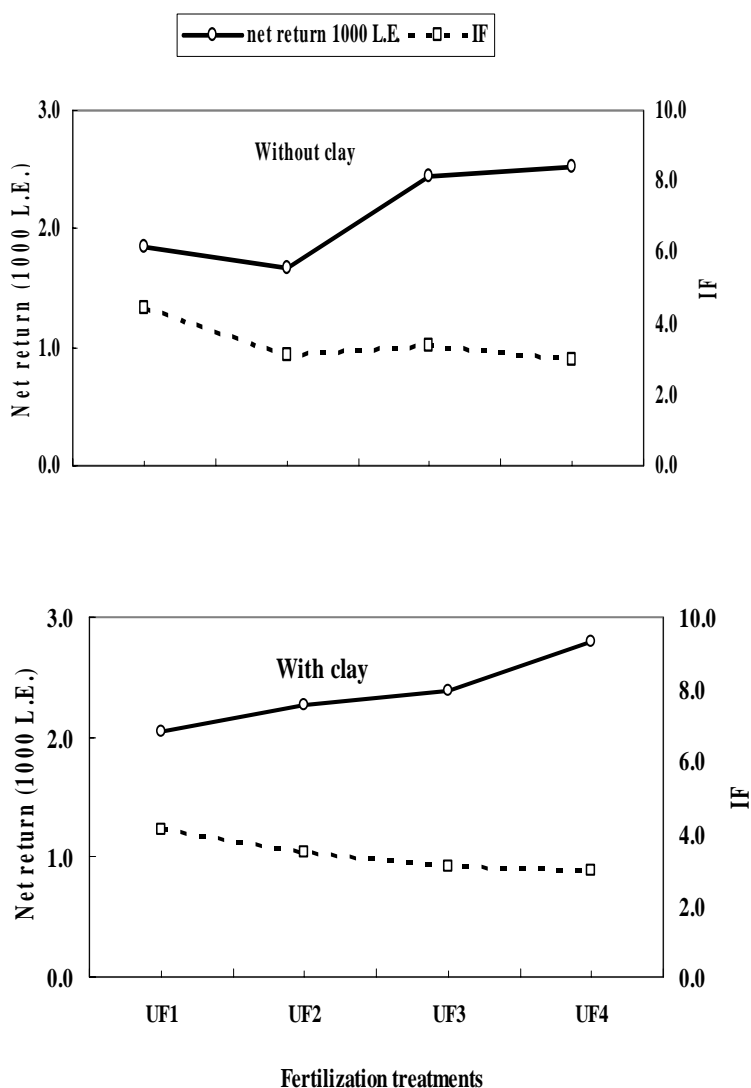 net return 1000 L.E. IF
3.0
2.0
1.0
0.0
Net return (1000 L.E.)
Without clay
10.0
8.0
6.0
4.0
2.0
0.0
IF
3.0
2.0
1.0
0.0
Net return (1000 L.E.)
With clay
10.0
8.0
6.0
4.0
2.0
0.0
IF
UF1 UF2 UF3 UF4
Fertilization treatments